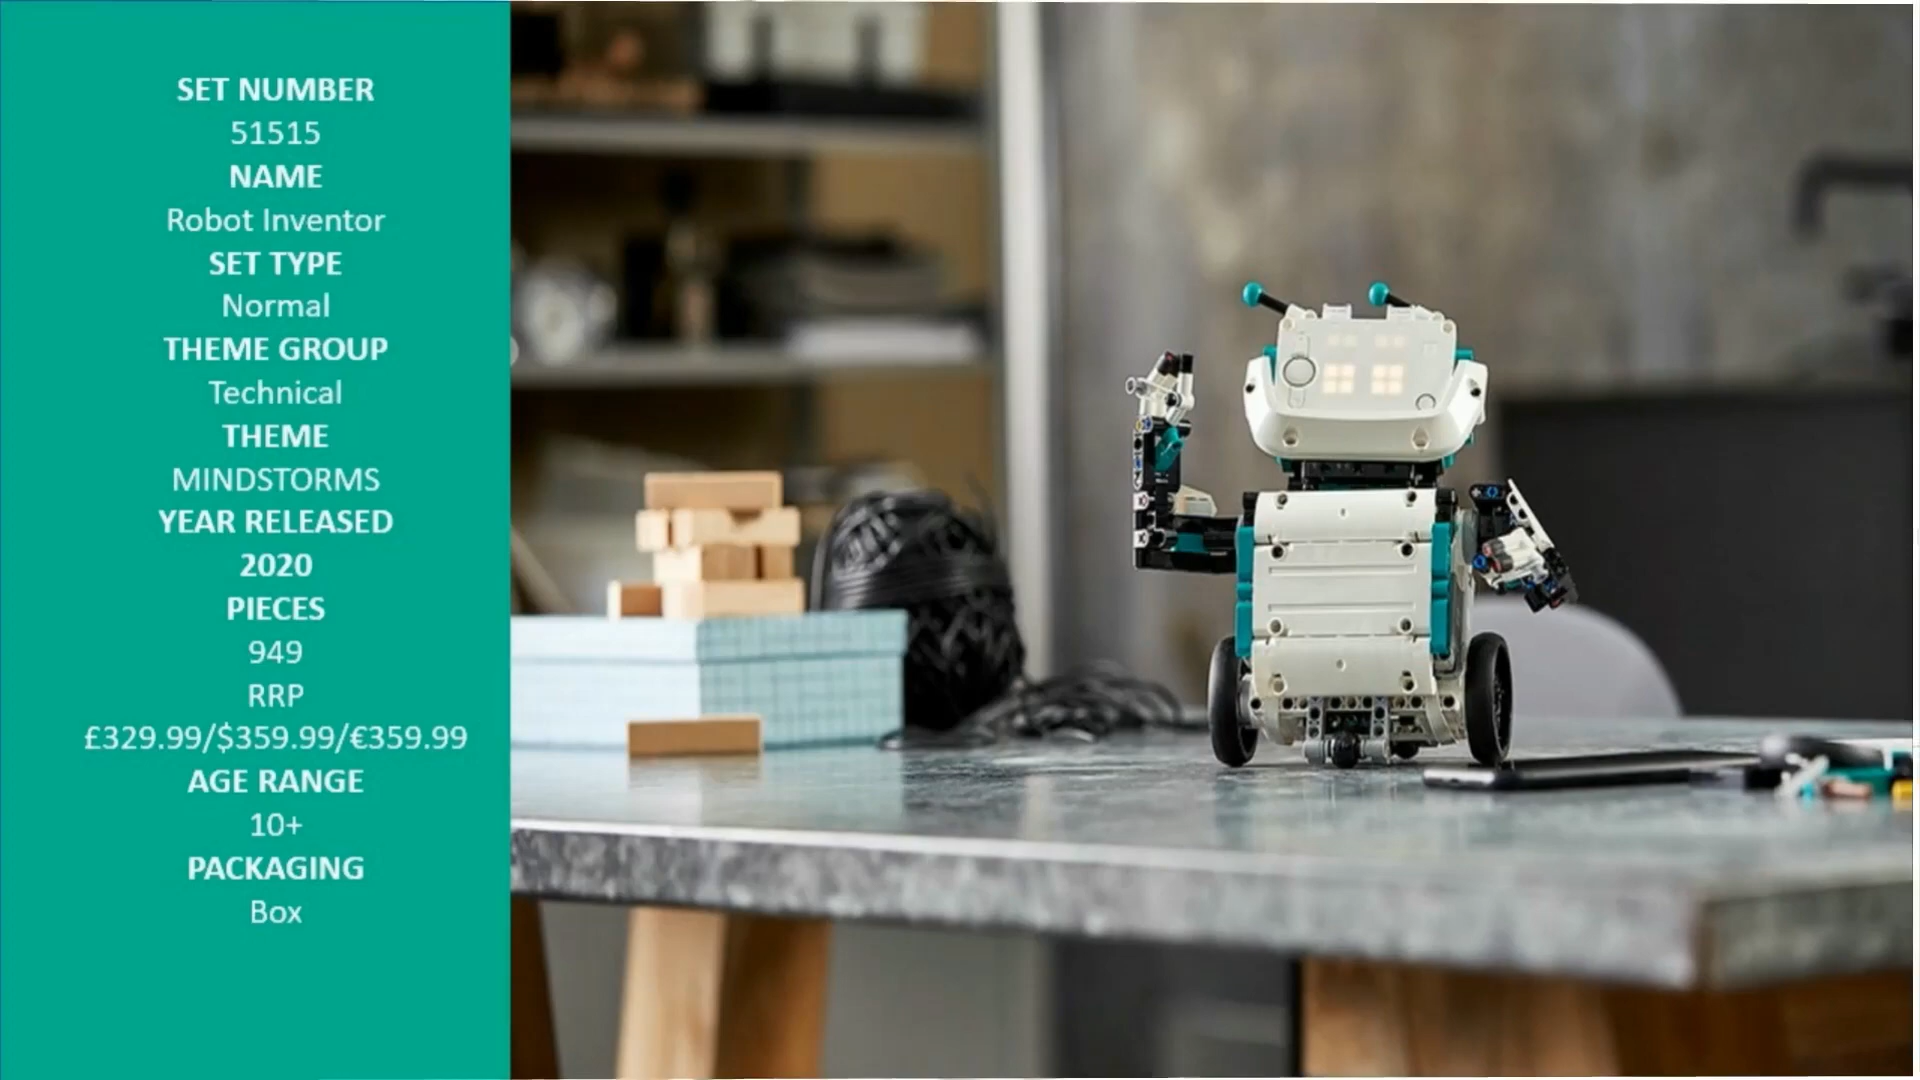 SET NUMBER
51515
NAME
Robot Inventor
SET TYPE
Normal
THEME GROUP
Technical
THEME
MINDSTORMS
YEAR RELEASED
2020
PIECES
949
RRP
£329.99/$359.99/€359.99
AGE RANGE
10+
PACKAGING
Box